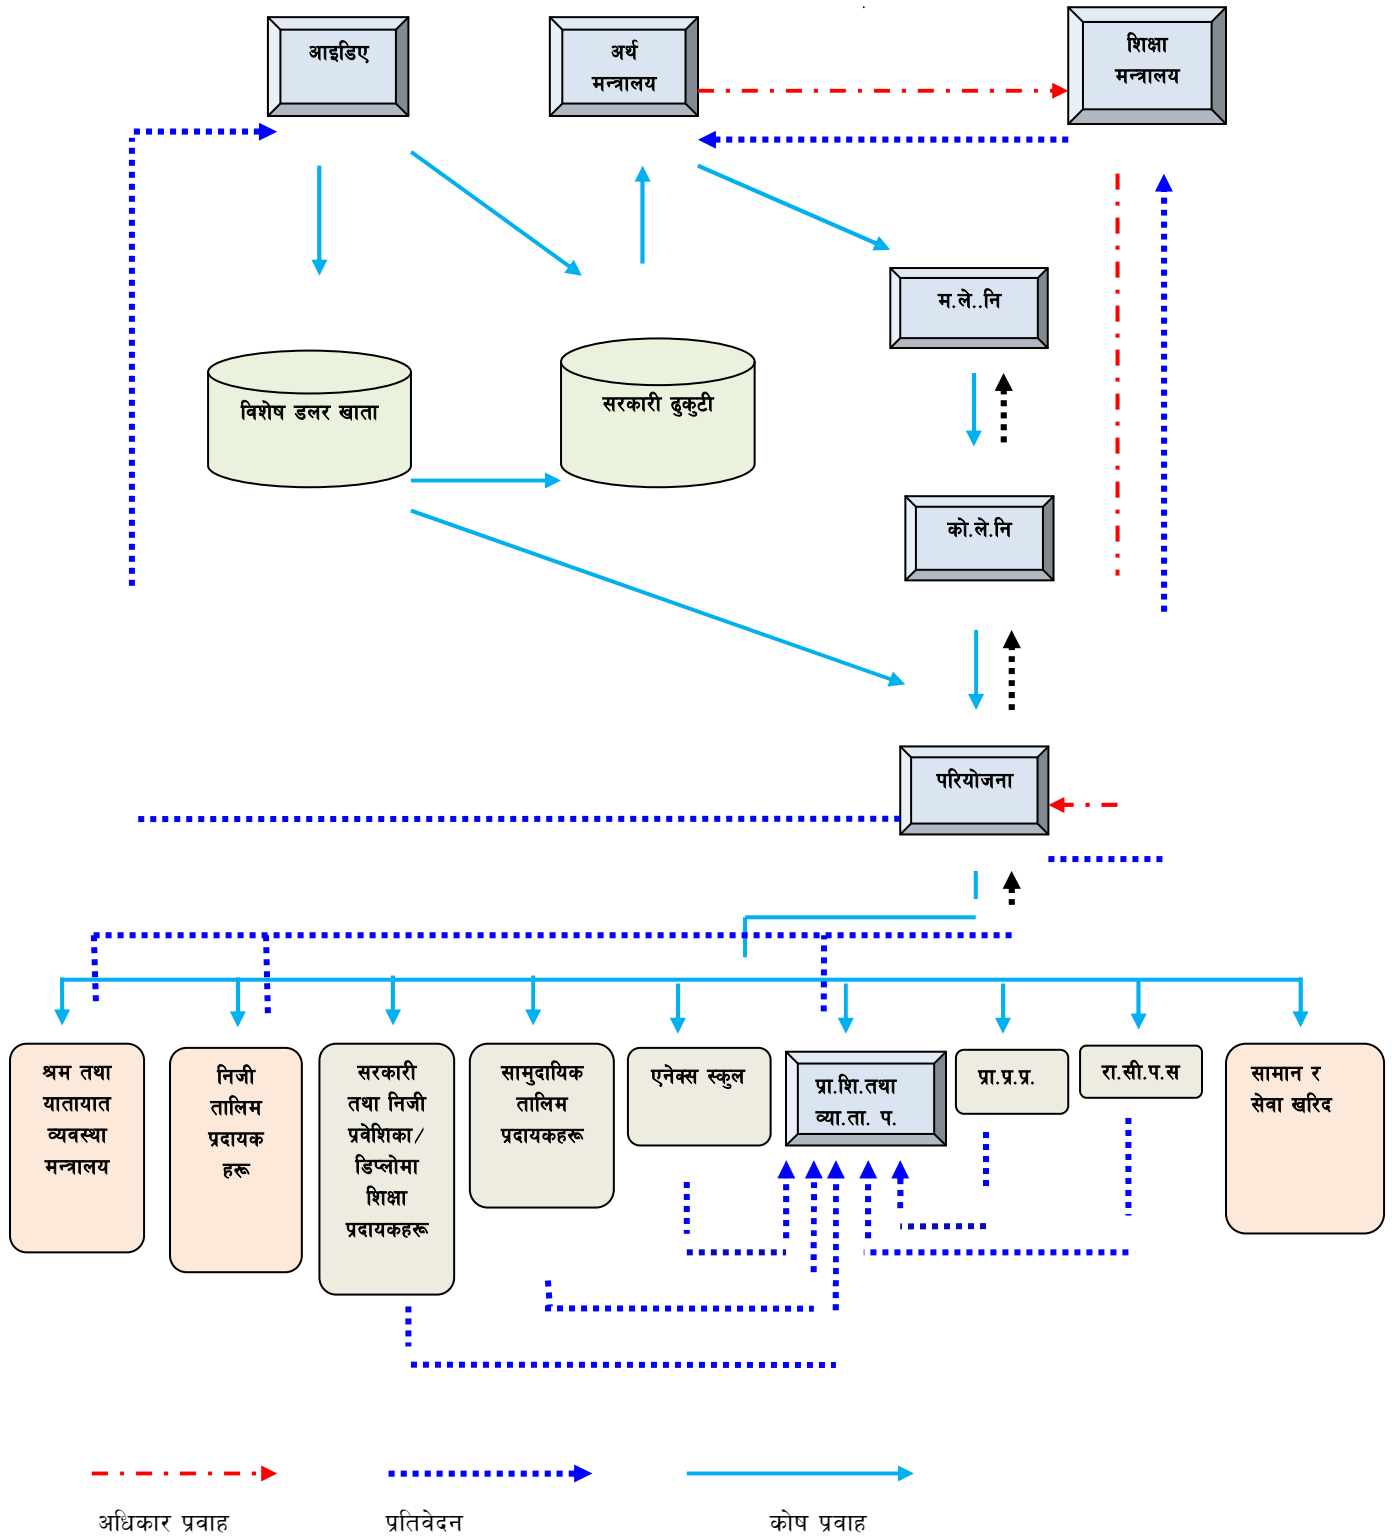 आइडिए
अर्थ
मन्त्रालय
शिक्षा
मन्त्रालय
म.ले..नि
विशेष डलर खाता
सरकारी ढुकुटी
को.ले.नि
परियोजना
श्रम तथा
यातायात
व्यवस्था
मन्त्रालय
निजी
तालिम
प्रदायक
हरू
सरकारी
तथा निजी
प्रवेशिका/
डिप्लोमा
शिक्षा
प्रदायकहरू
सामुदायिक
तालिम
प्रदायकहरू
एनेक्स स्कुल
प्रा.शि.तथा
व्या.ता. प.
प्रा.प्र.प्र.
रा.सी.प.स
सामान र
सेवा खरिद
अधिकार प्रवाह
प्रतिवेदन
कोष प्रवाह